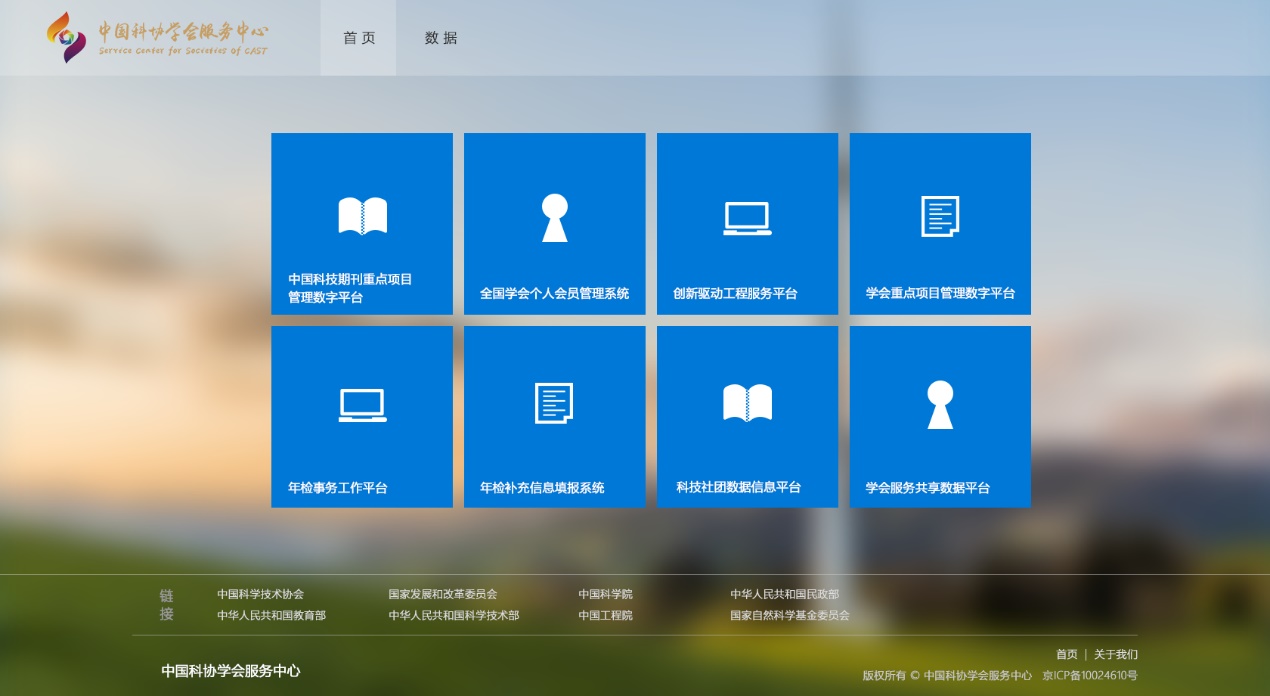 中国科协学会服务中心
Service Center for Societies of CAST
首 页
数 据
中国科技期刊重点项目
管理数字平台
全国学会个人会员管理系统
创新驱动工程服务平台
学会重点项目管理数字平台
年检事务工作平台
年检补充信息填报系统
科技社团数据信息平台
学会服务共享数据平台
链
接
中国科学技术协会
国家发展和改革委员会
中国科学院
中华人民共和国民政部
中华人民共和国教育部
中华人民共和国科学技术部
中国工程院
国家自然科学基金委员会
首页 | 关于我们
中国科协学会服务中心
版权所有 © 中国科协学会服务中心 京ICP备10024610号